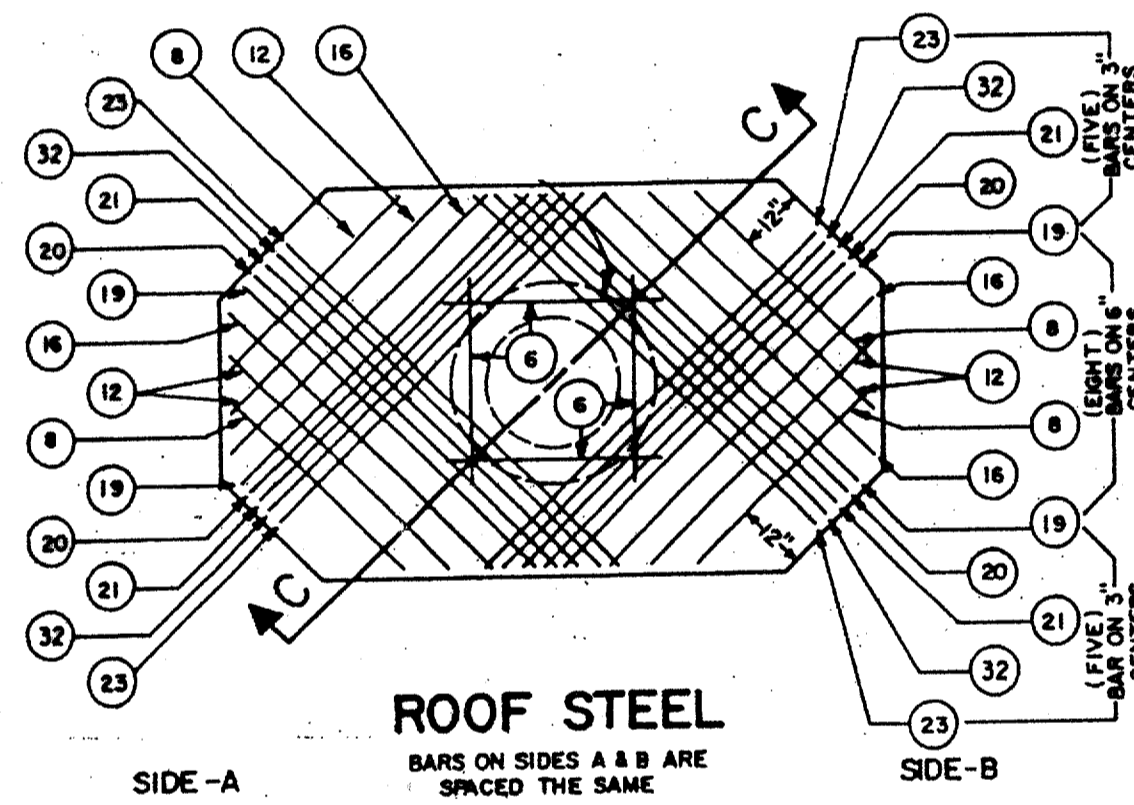 8
12
16
23
32
21
20
19
16
12
8
19
20
21
32
23
C
C
12"
12"
6
6
23
32
21
20
19
16
8
12
8
16
19
20
21
32
23
(FIVE)
BARS ON 3"
CENTERS
(EIGHT)
BARS ON 6"
CENTERS
(FIVE)
BAR ON 3"
CENTERS
ROOF STEEL
BARS ON SIDES A & B ARE
SPACED THE SAME
SIDE-A
SIDE-B